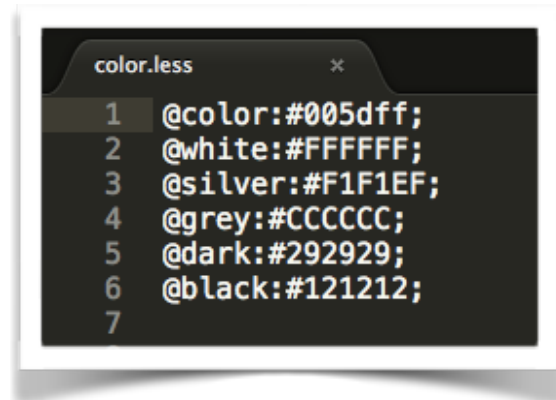 color.less ×
1 @color:#005dff;
2 @white:#FFFFFF;
3 @silver:#F1F1EF;
4 @grey:#CCCCCC;
5 @dark:#292929;
6 @black:#121212;
7